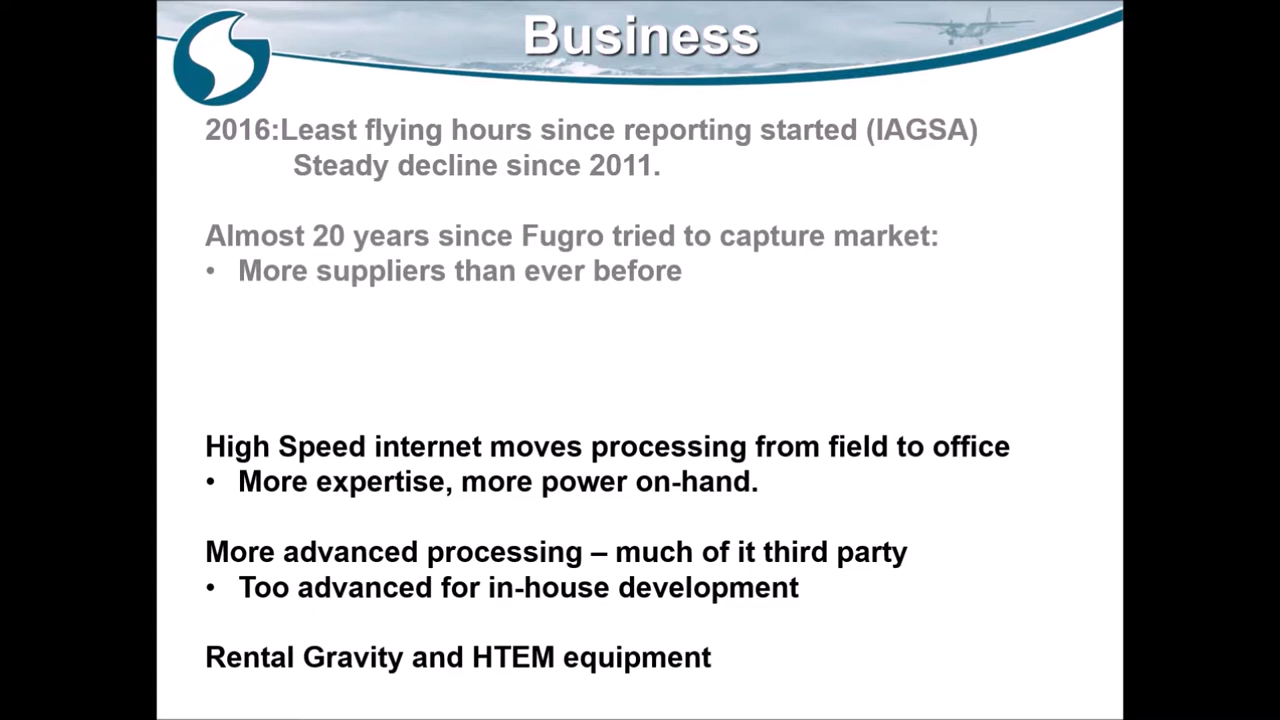 Business
2016:Least flying hours since reporting started (IAGSA)
Steady decline since 2011.
Almost 20 years since Fugro tried to capture market:
• More suppliers than ever before
High Speed internet moves processing from field to office
• More expertise, more power on-hand.
More advanced processing – much of it third party
• Too advanced for in-house development
Rental Gravity and HTEM equipment